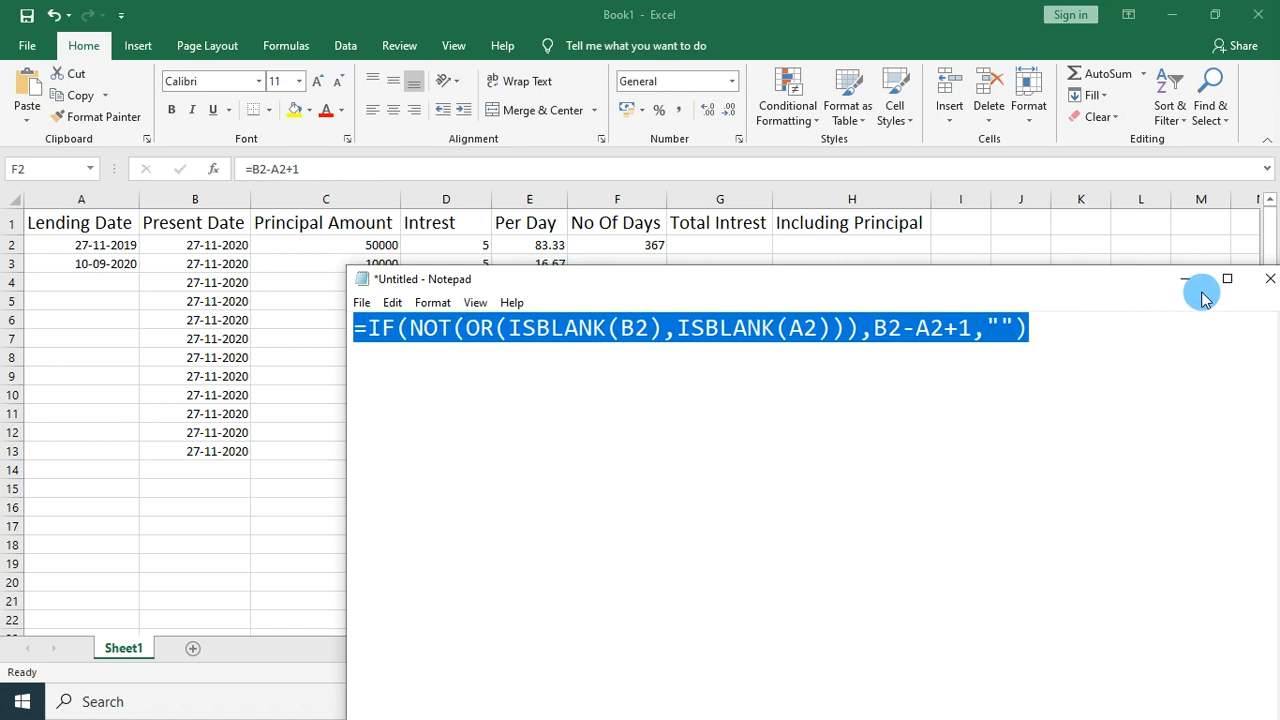 Book1 - Excel
Sign in
File Home Insert Page Layout Formulas Data Review View Help Tell me what you want to do Share
Paste Cut Copy Format Painter Clipboard
Calibri 11 B I U A Font
Wrap Text Merge & Center Alignment
General % Number
Conditional Formatting Format as Table Cell Styles Styles
Insert Delete Format Cells
AutoSum Fill Clear Sort & Filter Find & Select Editing
F2 fx =B2-A2+1
A B C D E F G H I J K L M
1 Lending Date Present Date Principal Amount Intrest Per Day No Of Days Total Intrest Including Principal
2 27-11-2019 27-11-2020 50000 5 83.33 367
3 10-09-2020 27-11-2020 10000 5 16.67
4 27-11-2020
5 27-11-2020
6 27-11-2020
7 27-11-2020
8 27-11-2020
9 27-11-2020
10 27-11-2020
11 27-11-2020
12 27-11-2020
13 27-11-2020
14
15
16
17
18
19
20
21
22
*Untitled - Notepad
File Edit Format View Help
=IF(NOT(OR(ISBLANK(B2),ISBLANK(A2))),B2-A2+1,"")
Sheet1
Ready
Search